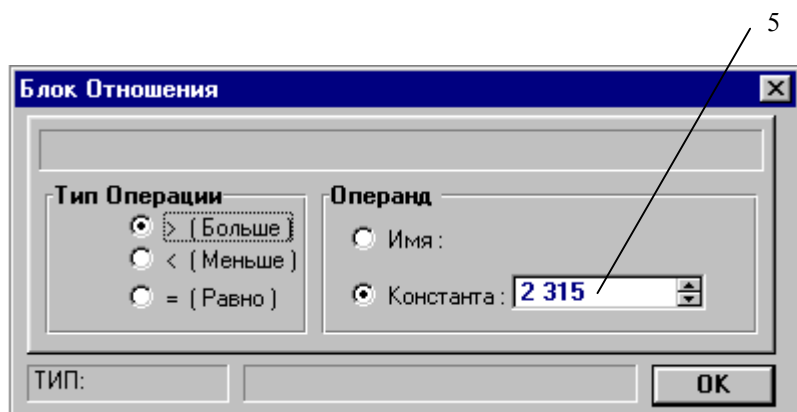 5
Блок Отношения
Тип Операции
> ( Больше )
< ( Меньше )
= ( Равно )
Операнд
Имя :
Константа : 2 315
ТИП:
OK